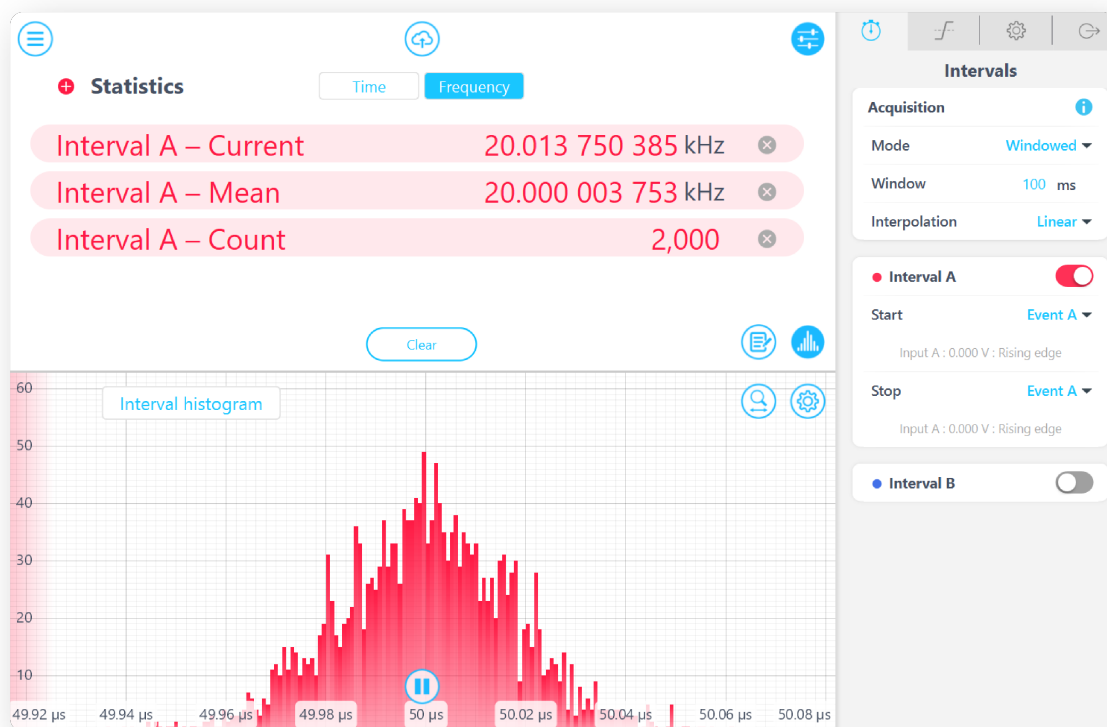 Statistics
Time
Frequency
Interval A – Current 20.013 750 385 kHz
Interval A – Mean 20.000 003 753 kHz
Interval A – Count 2,000
Clear
Interval histogram
60
50
40
30
20
10
49.92 µs 49.94 µs 49.96 µs 49.98 µs 50 µs 50.02 µs 50.04 µs 50.06 µs 50.08 µs
Intervals
Acquisition
Mode Windowed
Window 100 ms
Interpolation Linear
Interval A
Start Event A
Input A : 0.000 V : Rising edge
Stop Event A
Input A : 0.000 V : Rising edge
Interval B